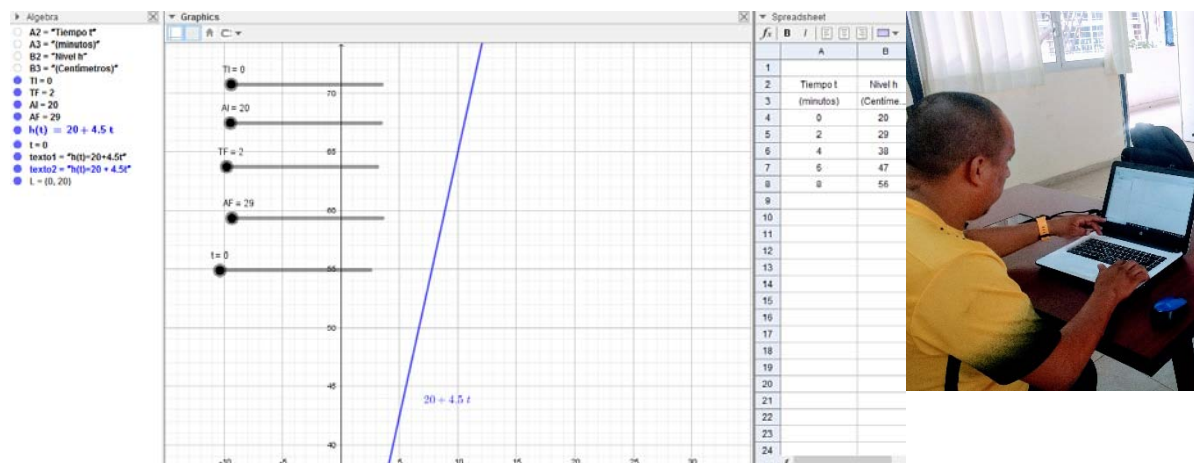 Algebra
A2 = "Tiempo t"
A3 = "(minutos)"
B2 = "Nivel h"
B3 = "(Centímetros)"
TI = 0
TF = 2
AI = 20
AF = 29
h(t) = 20 + 4.5 t
t = 0
texto1 = "h(t)=20+4.5t"
texto2 = "h(t)=20 + 4.5t"
L = (0, 20)
Graphics
TI = 0
AI = 20
TF = 2
AF = 29
t = 0
70
65
60
55
50
45
40
-10 -5 5 10 15 20 25 30
20 + 4.5 t
Spreadsheet
fx B I
A B
1
2 Tiempo t Nivel h
3 (minutos) (Centíme...
4 0 20
5 2 29
6 4 38
7 6 47
8 8 56
9
10
11
12
13
14
15
16
17
18
19
20
21
22
23
24